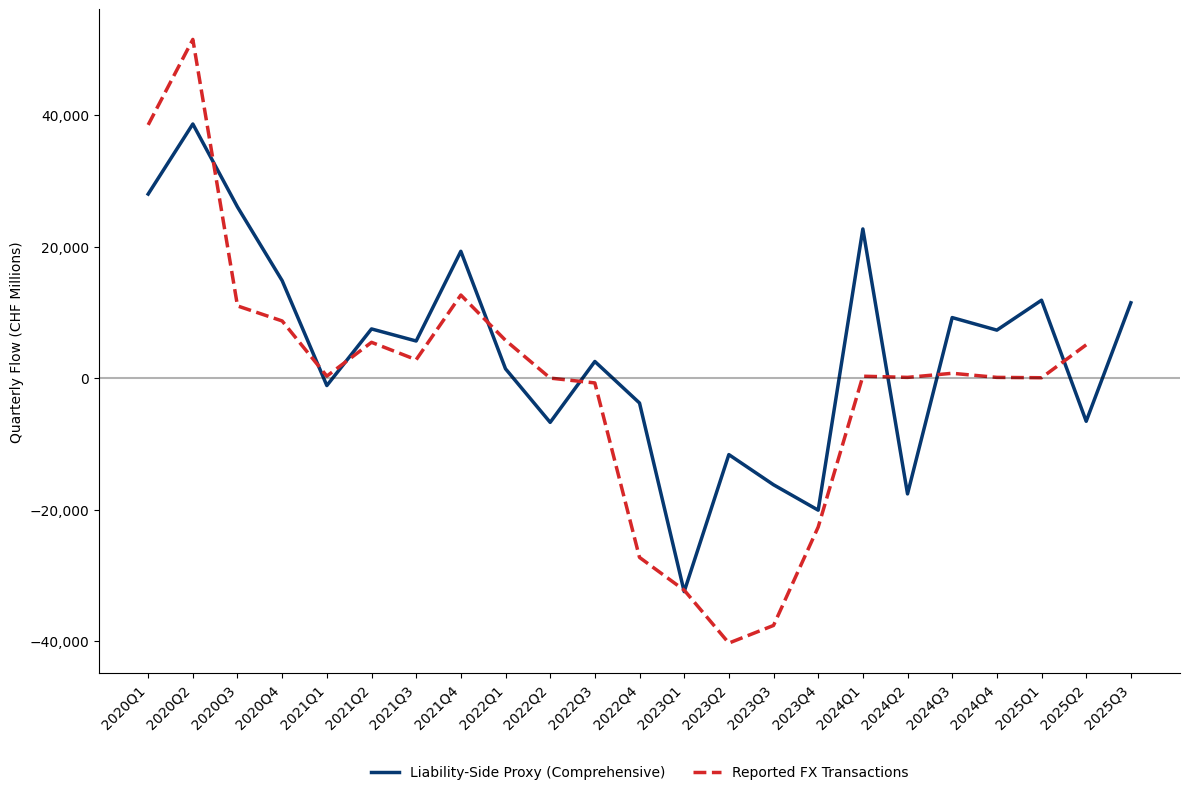 Quarterly Flow (CHF Millions)
40,000
20,000
0
−20,000
−40,000
2020Q1
2020Q2
2020Q3
2020Q4
2021Q1
2021Q2
2021Q3
2021Q4
2022Q1
2022Q2
2022Q3
2022Q4
2023Q1
2023Q2
2023Q3
2023Q4
2024Q1
2024Q2
2024Q3
2024Q4
2025Q1
2025Q2
2025Q3
Liability-Side Proxy (Comprehensive)
Reported FX Transactions